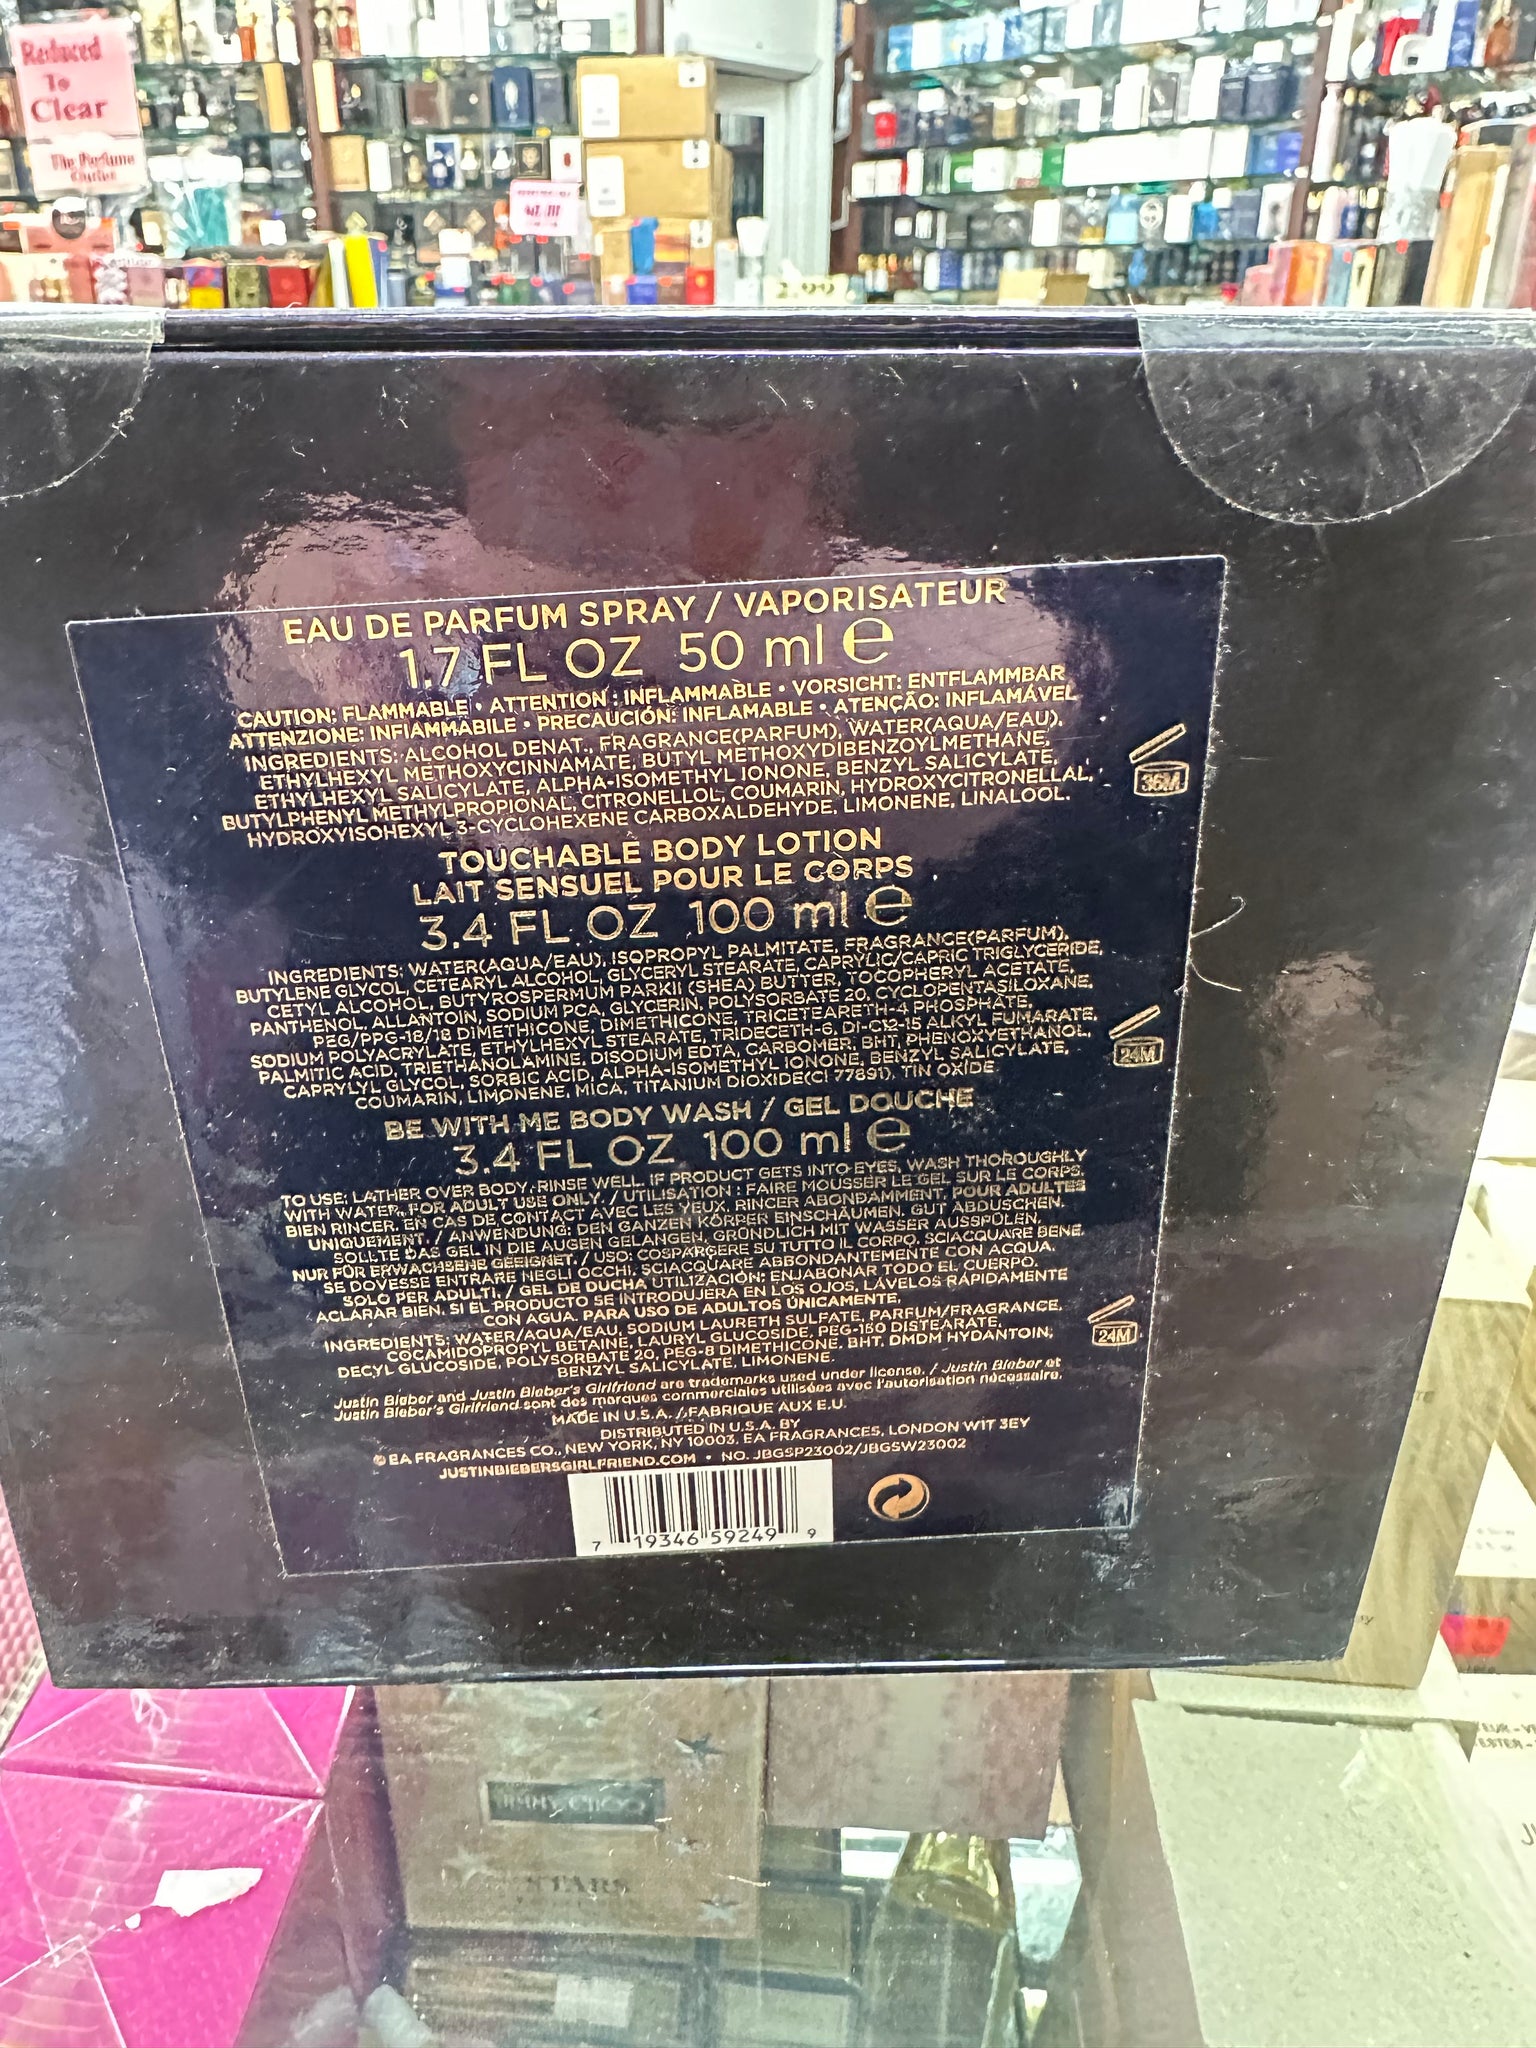 Reduced
To
Clear
2.99
EAU DE PARFUM SPRAY / VAPORISATEUR
1.7 FL OZ 50 ml e
CAUTION: FLAMMABLE • ATTENTION : INFLAMMABLE • VORSICHT: ENTFLAMMBAR
ATTENZIONE: INFIAMMABILE • PRECAUCIÓN: INFLAMABLE • ATENÇÃO: INFLAMÁVEL
INGREDIENTS: ALCOHOL DENAT., FRAGRANCE(PARFUM), WATER(AQUA/EAU),
ETHYLHEXYL METHOXYCINNAMATE, BUTYL METHOXYDIBENZOYLMETHANE,
ETHYLHEXYL SALICYLATE, ALPHA-ISOMETHYL IONONE, BENZYL SALICYLATE,
BUTYLPHENYL METHYLPROPIONAL, CITRONELLOL, COUMARIN, HYDROXYCITRONELLAL,
HYDROXYISOHEXYL 3-CYCLOHEXENE CARBOXALDEHYDE, LIMONENE, LINALOOL.
36M
TOUCHABLE BODY LOTION
LAIT SENSUEL POUR LE CORPS
3.4 FL OZ 100 ml e
INGREDIENTS: WATER(AQUA/EAU), ISOPROPYL PALMITATE, FRAGRANCE(PARFUM),
BUTYLENE GLYCOL, CETEARYL ALCOHOL, GLYCERYL STEARATE, CAPRYLIC/CAPRIC TRIGLYCERIDE,
CETYL ALCOHOL, BUTYROSPERMUM PARKII (SHEA) BUTTER, TOCOPHERYL ACETATE,
PANTHENOL, ALLANTOIN, SODIUM PCA, GLYCERIN, POLYSORBATE 20, CYCLOPENTASILOXANE,
PEG/PPG-18/18 DIMETHICONE, DIMETHICONE, TRICETEARETH-4 PHOSPHATE,
SODIUM POLYACRYLATE, ETHYLHEXYL STEARATE, TRIDECETH-6, DI-C12-15 ALKYL FUMARATE,
PALMITIC ACID, TRIETHANOLAMINE, DISODIUM EDTA, CARBOMER, BHT, PHENOXYETHANOL,
CAPRYLYL GLYCOL, SORBIC ACID, ALPHA-ISOMETHYL IONONE, BENZYL SALICYLATE,
COUMARIN, LIMONENE, MICA, TITANIUM DIOXIDE(CI 77891), TIN OXIDE
24M
BE WITH ME BODY WASH / GEL DOUCHE
3.4 FL OZ 100 ml e
TO USE: LATHER OVER BODY, RINSE WELL. IF PRODUCT GETS INTO EYES, WASH THOROUGHLY
WITH WATER. FOR ADULT USE ONLY. / UTILISATION : FAIRE MOUSSER LE GEL SUR LE CORPS.
BIEN RINCER. EN CAS DE CONTACT AVEC LES YEUX, RINCER ABONDAMMENT. POUR ADULTES
UNIQUEMENT. / ANWENDUNG: DEN GANZEN KÖRPER EINSCHÄUMEN. GUT ABDUSCHEN.
SOLLTE DAS GEL IN DIE AUGEN GELANGEN, GRÜNDLICH MIT WASSER AUSSPÜLEN.
NUR FÜR ERWACHSENE GEEIGNET. / USO: COSPARGERE SU TUTTO IL CORPO. SCIACQUARE BENE.
SE DOVESSE ENTRARE NEGLI OCCHI, SCIACQUARE ABBONDANTEMENTE CON ACQUA.
SOLO PER ADULTI. / GEL DE DUCHA UTILIZACIÓN: ENJABONAR TODO EL CUERPO.
ACLARAR BIEN. SI EL PRODUCTO SE INTRODUJERA EN LOS OJOS, LÁVELOS RÁPIDAMENTE
CON AGUA. PARA USO DE ADULTOS ÚNICAMENTE.
INGREDIENTS: WATER/AQUA/EAU, SODIUM LAURETH SULFATE, PARFUM/FRAGRANCE,
COCAMIDOPROPYL BETAINE, LAURYL GLUCOSIDE, PEG-150 DISTEARATE,
DECYL GLUCOSIDE, POLYSORBATE 20, PEG-8 DIMETHICONE, BHT, DMDM HYDANTOIN,
BENZYL SALICYLATE, LIMONENE.
24M
Justin Bieber and Justin Bieber's Girlfriend are trademarks used under license. / Justin Bieber et
Justin Bieber's Girlfriend sont des marques commerciales utilisées avec l'autorisation nécessaire.
MADE IN U.S.A. / FABRIQUE AUX E.U.
DISTRIBUTED IN U.S.A. BY
© EA FRAGRANCES CO., NEW YORK, NY 10003. EA FRAGRANCES, LONDON W1T 3EY
JUSTINBIEBERSGIRLFRIEND.COM • NO. JBGSP23002/JBGSW23002
7 19346 59249 9
JIMMY CHOO
STARS